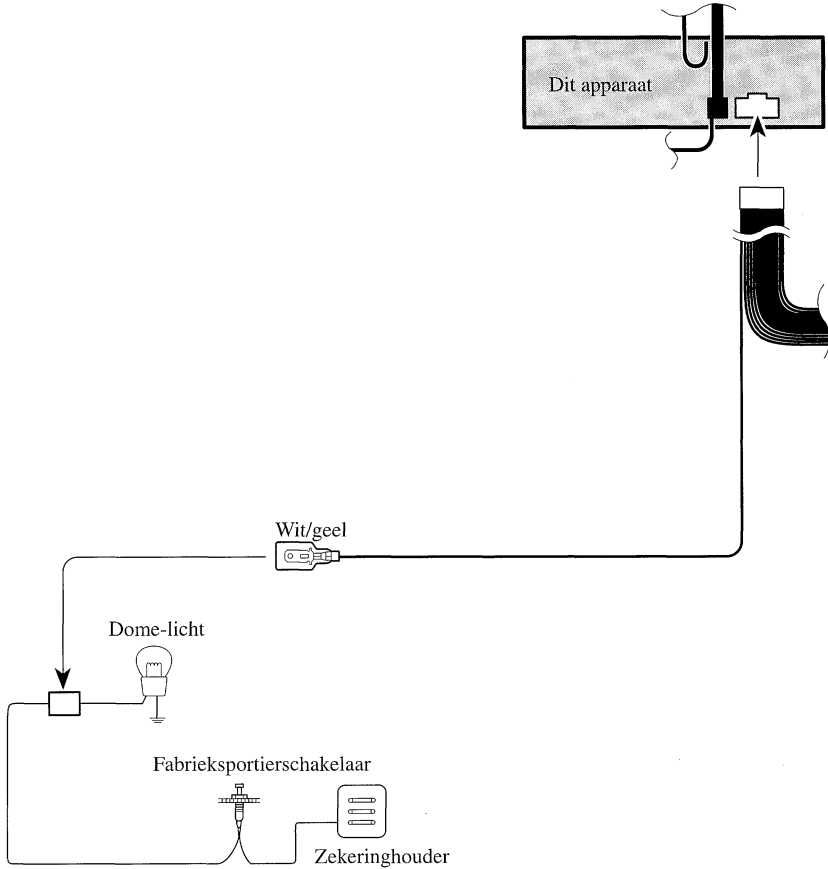 Dit apparaat
Wit/geel
Dome-licht
Fabrieksportierschakelaar
Zekeringhouder